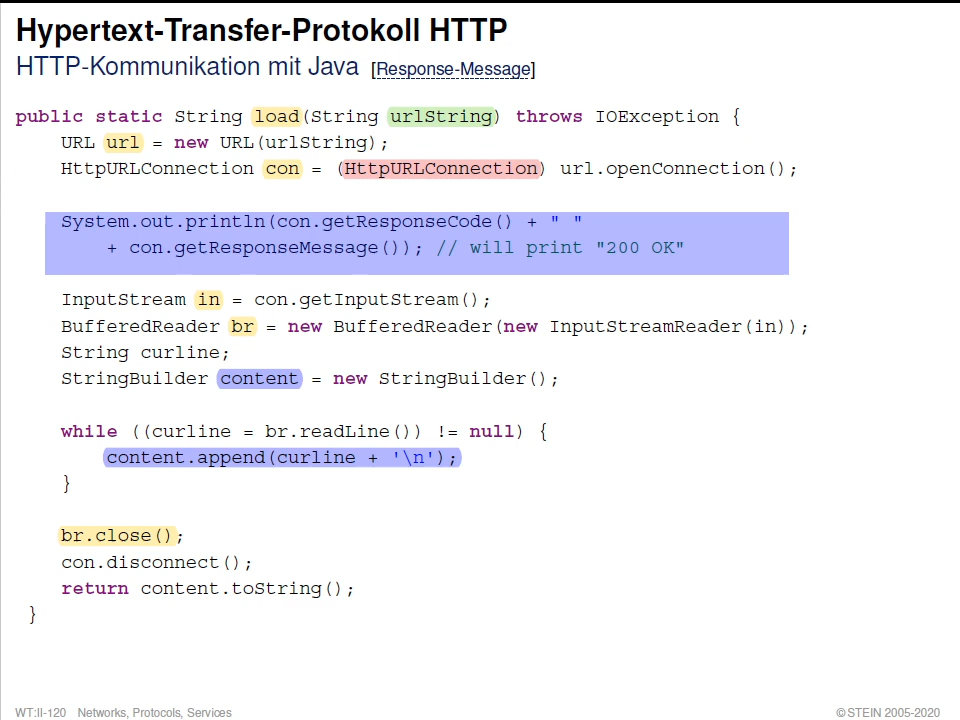 Hypertext-Transfer-Protokoll HTTP
HTTP-Kommunikation mit Java [Response-Message]
public static String load(String urlString) throws IOException {
URL url = new URL(urlString);
HttpURLConnection con = (HttpURLConnection) url.openConnection();
System.out.println(con.getResponseCode() + " "
+ con.getResponseMessage()); // will print "200 OK"
InputStream in = con.getInputStream();
BufferedReader br = new BufferedReader(new InputStreamReader(in));
String curline;
StringBuilder content = new StringBuilder();
while ((curline = br.readLine()) != null) {
content.append(curline + '\n');
}
br.close();
con.disconnect();
return content.toString();
}
WT:II-120 Networks, Protocols, Services ©STEIN 2005-2020